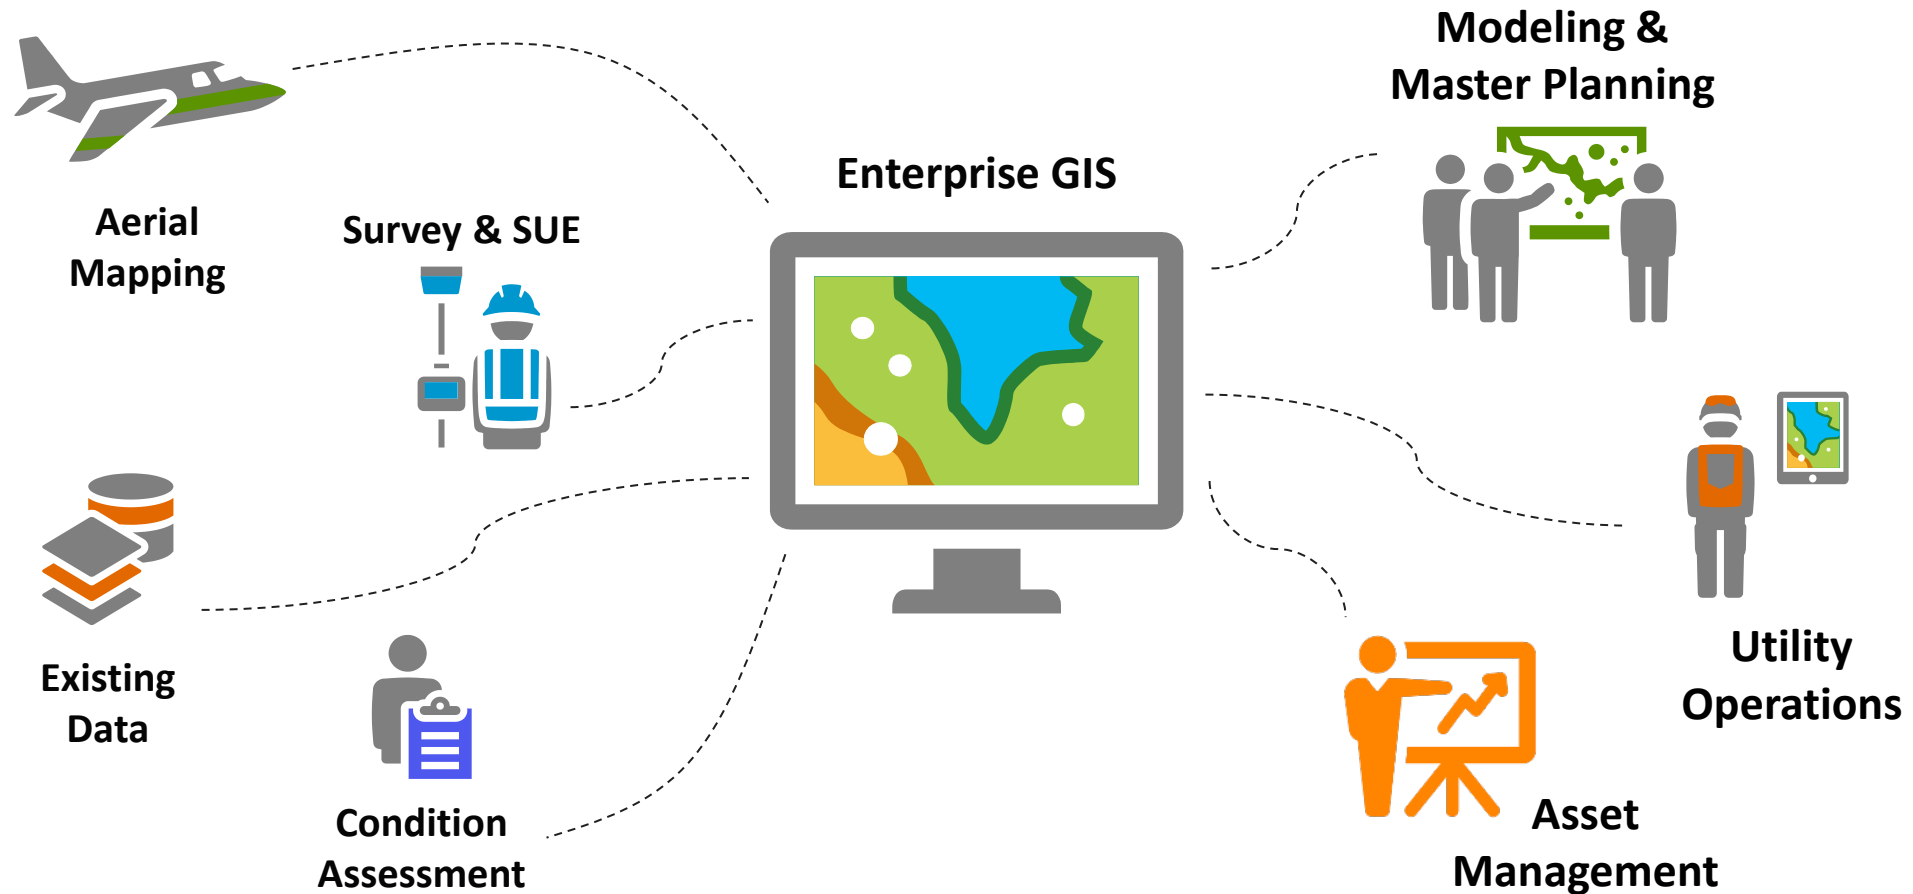 Modeling &
Master Planning
Enterprise GIS
Aerial
Mapping
Survey & SUE
Existing
Data
Utility
Operations
Condition
Assessment
Asset
Management